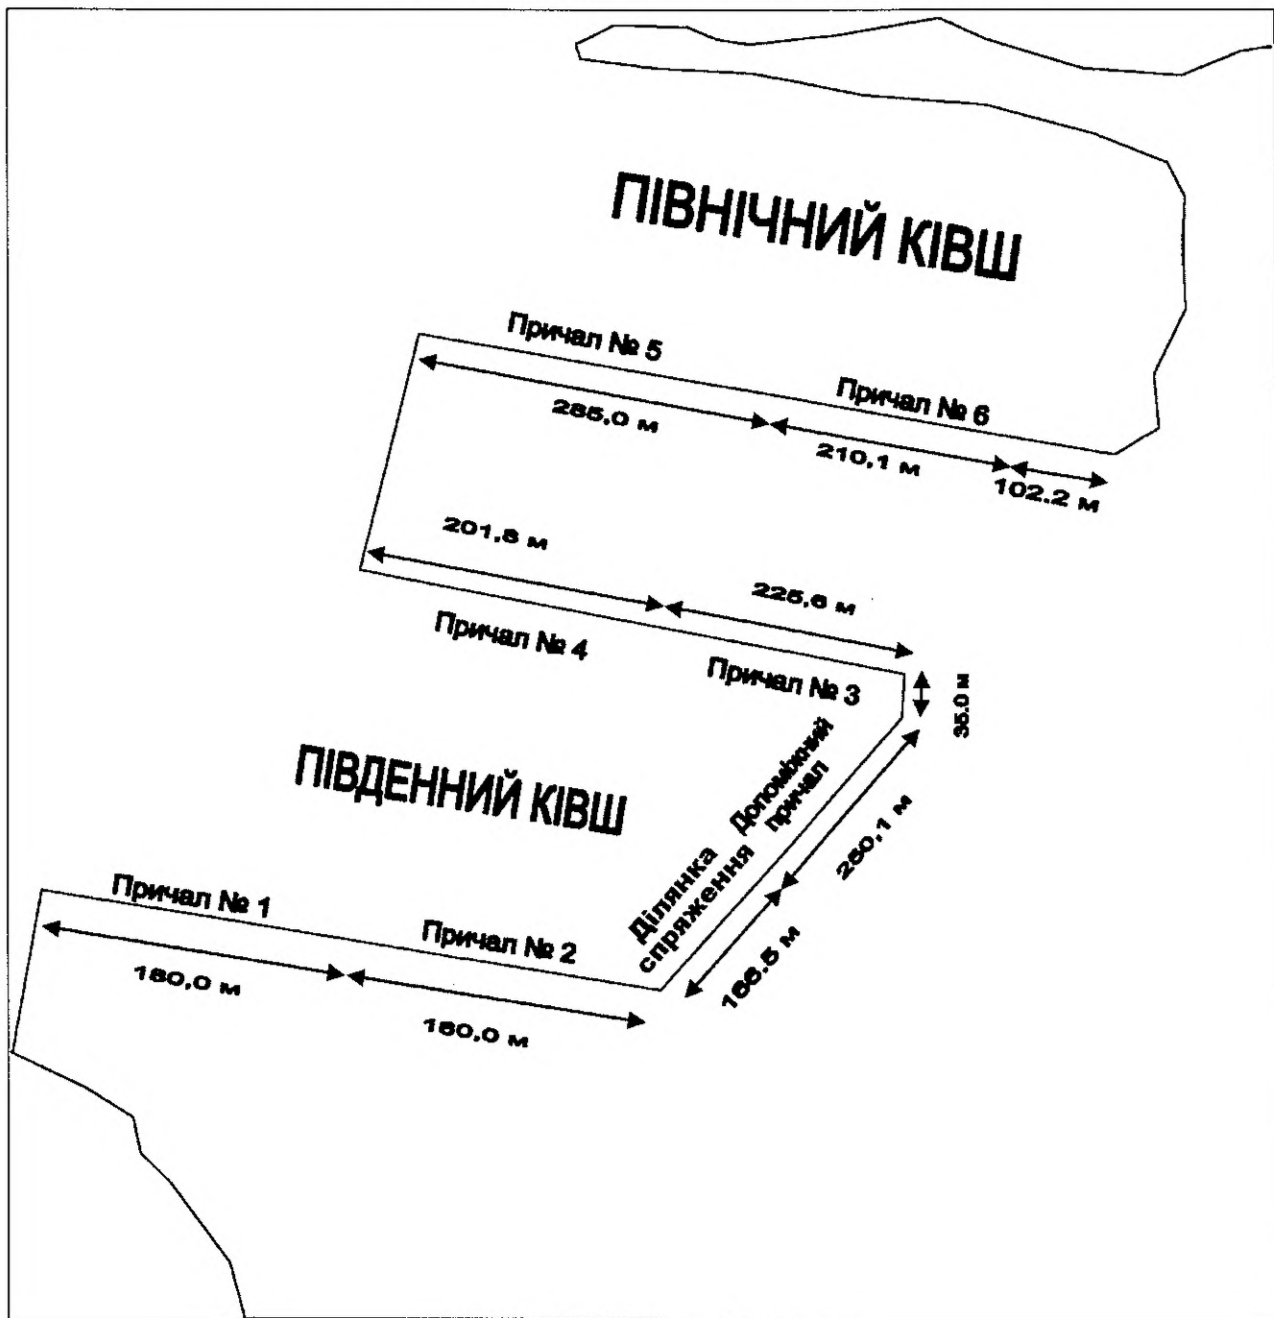 ПІВНІЧНИЙ КІВШ
Причал № 5
285,0 м
Причал № 6
210,1 м
102.2 м
201,8 м
225,6 м
Причал № 4
Причал № 3
35.0 м
ПІВДЕННИЙ КІВШ
Допоміжний
причал
250,1 м
Ділянка
спряження
166.5 м
Причал № 1
180,0 м
Причал № 2
180,0 м